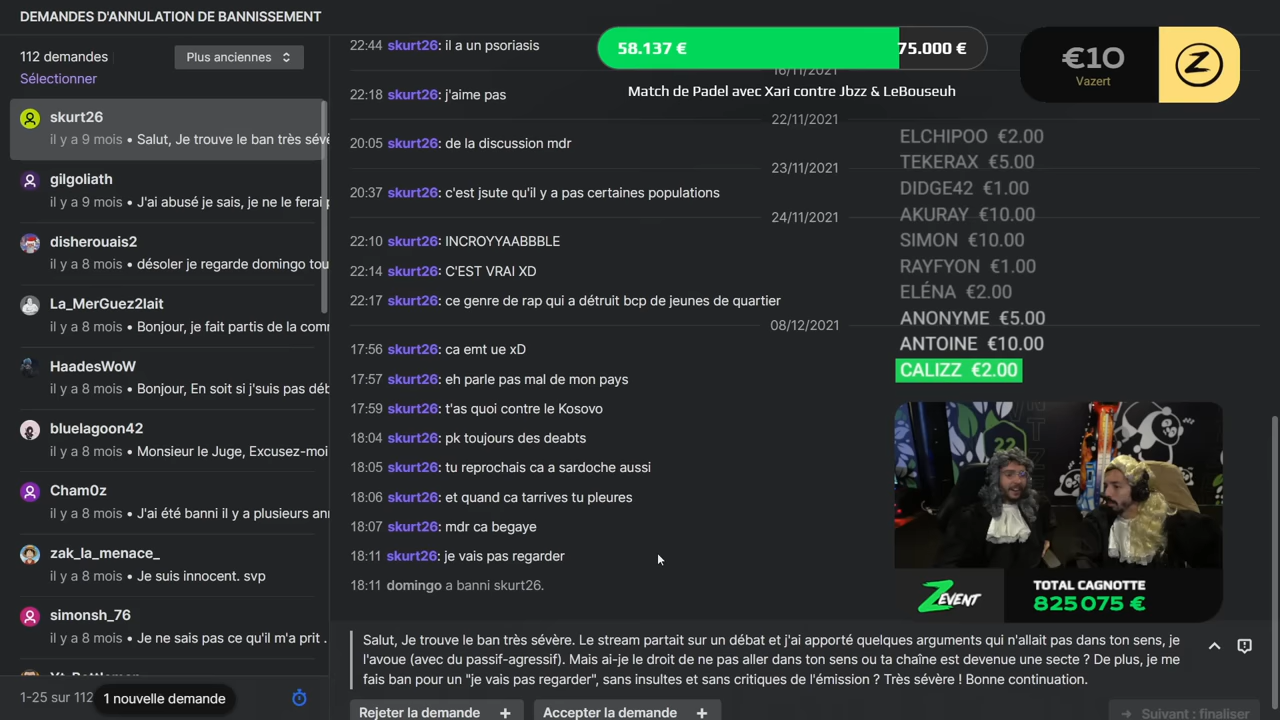 DEMANDES D'ANNULATION DE BANNISSEMENT
112 demandes
Plus anciennes
Sélectionner
skurt26
il y a 9 mois • Salut, Je trouve le ban très sévè
gilgoliath
il y a 9 mois • J'ai abusé je sais, je ne le ferai p
disherouais2
il y a 8 mois • désoler je regarde domingo tou
La_MerGuez2lait
il y a 8 mois • Bonjour, je fait partis de la com
HaadesWoW
il y a 8 mois • Bonjour, En soit si j'suis pas déb
bluelagoon42
il y a 8 mois • Monsieur le Juge, Excusez-moi
Cham0z
il y a 8 mois • J'ai été banni il y a plusieurs ann
zak_la_menace_
il y a 8 mois • Je suis innocent. svp
simonsh_76
il y a 8 mois • Je ne sais pas ce qu'il m'a prit .
1-25 sur 112
1 nouvelle demande
22:44 skurt26: il a un psoriasis
16/11/2021
22:18 skurt26: j'aime pas
22/11/2021
20:05 skurt26: de la discussion mdr
23/11/2021
20:37 skurt26: c'est jsute qu'il y a pas certaines populations
24/11/2021
22:10 skurt26: INCROYYAABBBLE
22:14 skurt26: C'EST VRAI XD
22:17 skurt26: ce genre de rap qui a détruit bcp de jeunes de quartier
08/12/2021
17:56 skurt26: ca emt ue xD
17:57 skurt26: eh parle pas mal de mon pays
17:59 skurt26: t'as quoi contre le Kosovo
18:04 skurt26: pk toujours des deabts
18:05 skurt26: tu reprochais ca a sardoche aussi
18:06 skurt26: et quand ca tarrives tu pleures
18:07 skurt26: mdr ca begaye
18:11 skurt26: je vais pas regarder
18:11 domingo a banni skurt26.
Salut, Je trouve le ban très sévère. Le stream partait sur un débat et j'ai apporté quelques arguments qui n'allait pas dans ton sens, je
l'avoue (avec du passif-agressif). Mais ai-je le droit de ne pas aller dans ton sens ou ta chaîne est devenue une secte ? De plus, je me
fais ban pour un "je vais pas regarder", sans insultes et sans critiques de l'émission ? Très sévère ! Bonne continuation.
Rejeter la demande +
Accepter la demande +
→ Suivant : finaliser
58.137 €
75.000 €
Match de Padel avec Xari contre Jbzz & LeBouseuh
€10
Vazert
Z
ELCHIPOO €2.00
TEKERAX €5.00
DIDGE42 €1.00
AKURAY €10.00
SIMON €10.00
RAYFYON €1.00
ELÉNA €2.00
ANONYME €5.00
ANTOINE €10.00
CALIZZ €2.00
22
ZEVENT
TOTAL CAGNOTTE
825 075 €